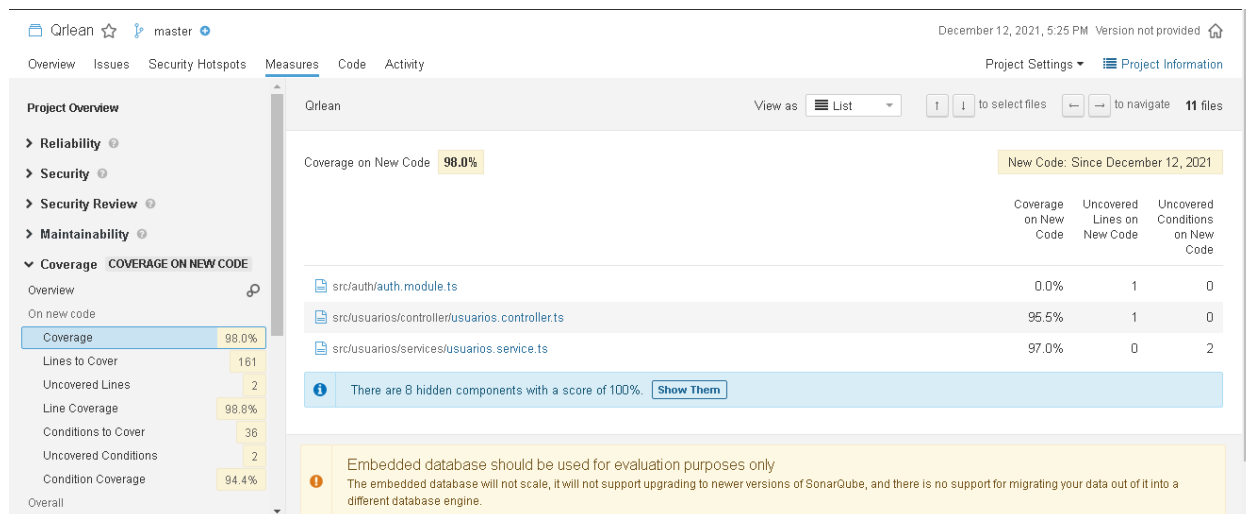 Qrlean master
December 12, 2021, 5:25 PM Version not provided
Overview Issues Security Hotspots Measures Code Activity
Project Settings Project Information
Project Overview
Reliability
Security
Security Review
Maintainability
Coverage COVERAGE ON NEW CODE
Overview
On new code
Coverage 98.0%
Lines to Cover 161
Uncovered Lines 2
Line Coverage 98.8%
Conditions to Cover 36
Uncovered Conditions 2
Condition Coverage 94.4%
Overall
Qrlean View as List ↑ ↓ to select files ← → to navigate 11 files
Coverage on New Code 98.0%
New Code: Since December 12, 2021
Coverage on New Code
Uncovered Lines on New Code
Uncovered Conditions on New Code
src/auth/auth.module.ts 0.0% 1 0
src/usuarios/controller/usuarios.controller.ts 95.5% 1 0
src/usuarios/services/usuarios.service.ts 97.0% 0 2
There are 8 hidden components with a score of 100%. Show Them
Embedded database should be used for evaluation purposes only
The embedded database will not scale, it will not support upgrading to newer versions of SonarQube, and there is no support for migrating your data out of it into a
different database engine.